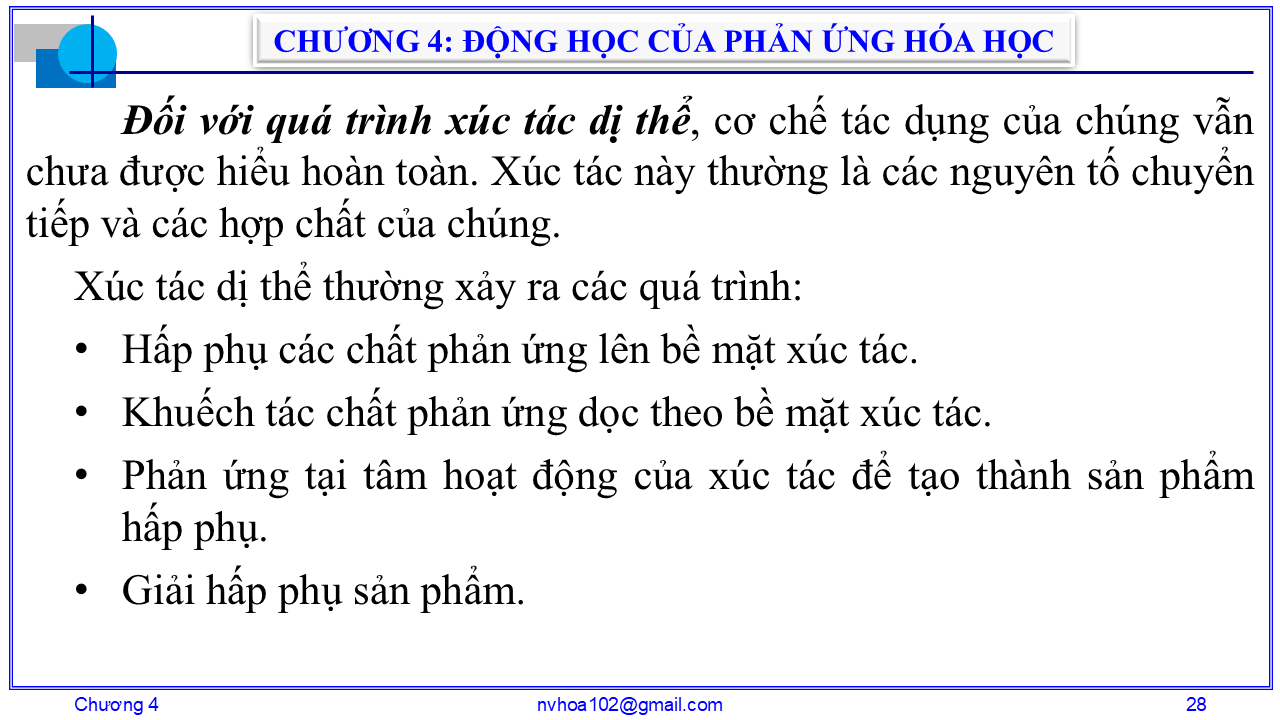 CHƯƠNG 4: ĐỘNG HỌC CỦA PHẢN ỨNG HÓA HỌC
Đối với quá trình xúc tác dị thể, cơ chế tác dụng của chúng vẫn
chưa được hiểu hoàn toàn. Xúc tác này thường là các nguyên tố chuyển
tiếp và các hợp chất của chúng.
Xúc tác dị thể thường xảy ra các quá trình:
• Hấp phụ các chất phản ứng lên bề mặt xúc tác.
• Khuếch tác chất phản ứng dọc theo bề mặt xúc tác.
• Phản ứng tại tâm hoạt động của xúc tác để tạo thành sản phẩm
hấp phụ.
• Giải hấp phụ sản phẩm.
Chương 4 nvhoa102@gmail.com 28